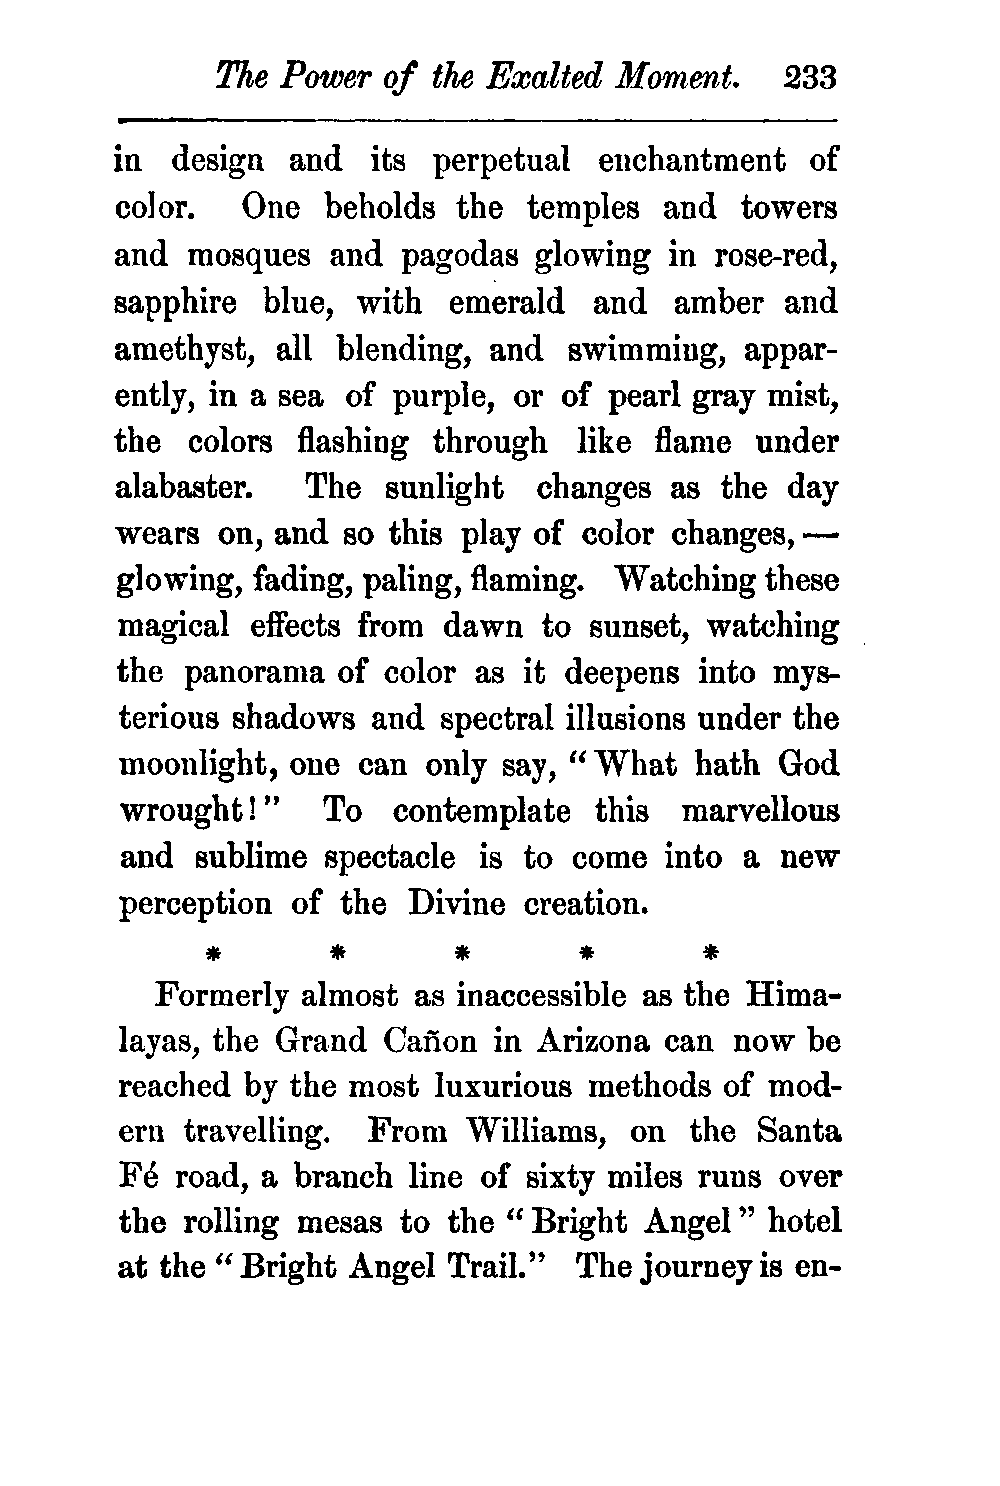 The Power of the Exalted Moment. 233
in design and its perpetual enchantment of
color. One beholds the temples and towers
and mosques and pagodas glowing in rose-red,
sapphire blue, with emerald and amber and
amethyst, all blending, and swimming, appar-
ently, in a sea of purple, or of pearl gray mist,
the colors flashing through like flame under
alabaster. The sunlight changes as the day
wears on, and so this play of color changes, —
glowing, fading, paling, flaming. Watching these
magical effects from dawn to sunset, watching
the panorama of color as it deepens into mys-
terious shadows and spectral illusions under the
moonlight, one can only say, “What hath God
wrought!” To contemplate this marvellous
and sublime spectacle is to come into a new
perception of the Divine creation.
* * * * *
Formerly almost as inaccessible as the Hima-
layas, the Grand Cañon in Arizona can now be
reached by the most luxurious methods of mod-
ern travelling. From Williams, on the Santa
Fé road, a branch line of sixty miles runs over
the rolling mesas to the “Bright Angel” hotel
at the “Bright Angel Trail.” The journey is en-